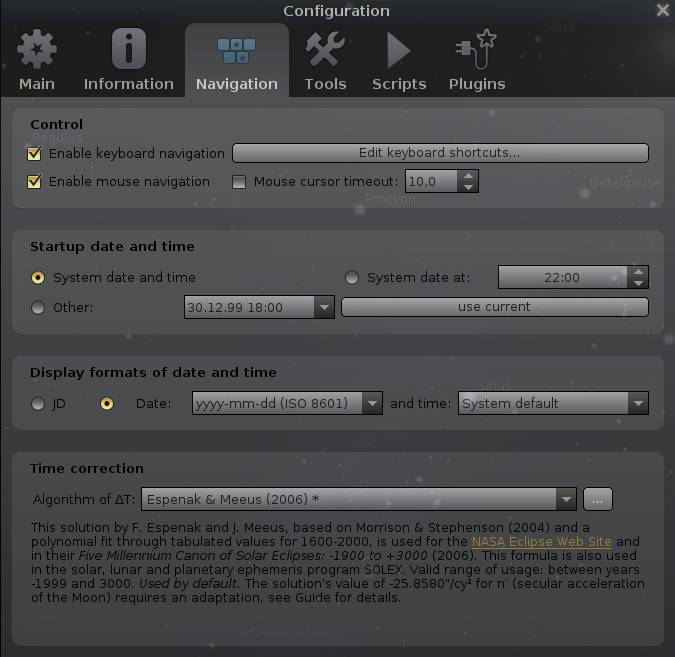 Configuration
Mars
Main Information Navigation Tools Scripts Plugins
Control
Regulus
Enable keyboard navigation Edit keyboard shortcuts...
Enable mouse navigation Mouse cursor timeout: 10,0
Betelgeuse
Procyon
Startup date and time
System date and time System date at: 22:00
Other: 30.12.99 18:00 use current
Display formats of date and time
Sirius
JD Date: yyyy-mm-dd (ISO 8601) and time: System default
Time correction
Algorithm of ΔT: Espenak & Meeus (2006) * ...
This solution by F. Espenak and J. Meeus, based on Morrison & Stephenson (2004) and a
polynomial fit through tabulated values for 1600-2000, is used for the NASA Eclipse Web Site and
in their Five Millennium Canon of Solar Eclipses: -1900 to +3000 (2006). This formula is also used
in the solar, lunar and planetary ephemeris program SOLEX. Valid range of usage: between years
-1999 and 3000. Used by default. The solution's value of -25.8580"/cy² for n˙ (secular acceleration
of the Moon) requires an adaptation, see Guide for details.